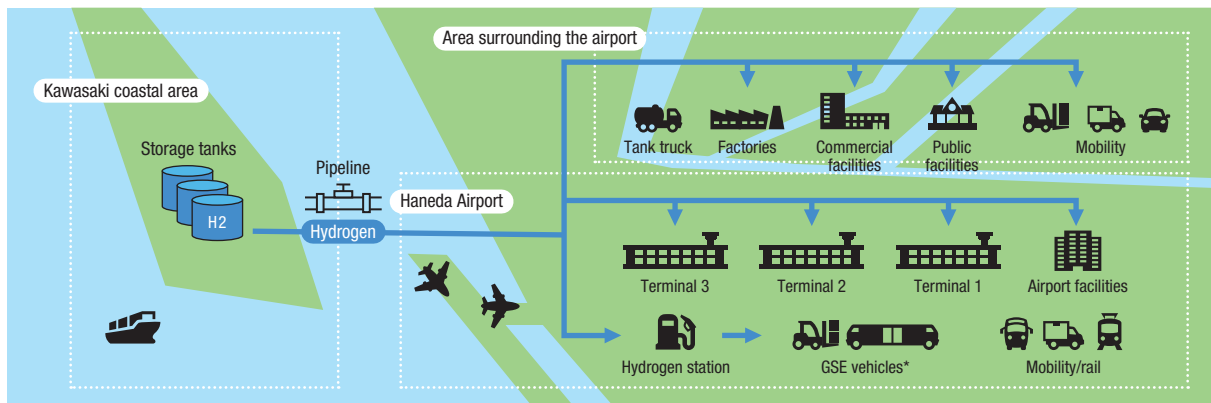 Area surrounding the airport
Kawasaki coastal area
Storage tanks
H2
Pipeline
Hydrogen
Haneda Airport
Tank truck
Factories
Commercial
facilities
Public
facilities
Mobility
Terminal 3
Terminal 2
Terminal 1
Airport facilities
Hydrogen station
GSE vehicles*
Mobility/rail